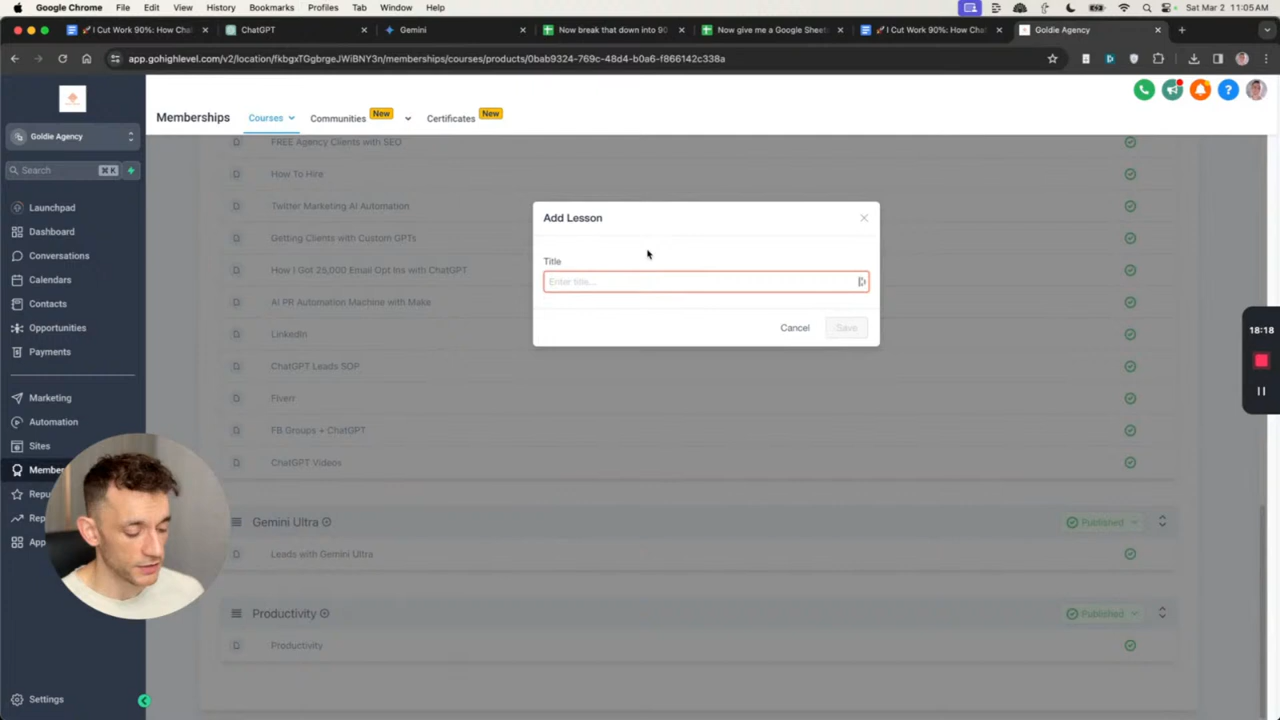 Google Chrome File Edit View History Bookmarks Profiles Tab Window Help Sat Mar 2 11:05 AM
I Cut Work 90%: How Chat ChatGPT Gemini Now break that down into 90 Now give me a Google Sheet I Cut Work 90%: How Chat Goldie Agency
app.gohighlevel.com/v2/location/fkbgxTGgbrgeJWiBNY3n/memberships/courses/products/0bab9324-769c-48d4-b0a6-f866142c338a
Memberships Courses Communities New Certificates New
Goldie Agency
Search ⌘K
Launchpad
Dashboard
Conversations
Calendars
Contacts
Opportunities
Payments
Marketing
Automation
Sites
Member
Repu
Rep
App
Settings
FREE Agency Clients with SEO
How To Hire
Twitter Marketing AI Automation
Getting Clients with Custom GPTs
How I Got 25,000 Email Opt Ins with ChatGPT
AI PR Automation Machine with Make
LinkedIn
ChatGPT Leads SOP
Fiverr
FB Groups + ChatGPT
ChatGPT Videos
Gemini Ultra Published
Leads with Gemini Ultra
Productivity Published
Productivity
Add Lesson
Title
Enter title...
Cancel Save
18:18